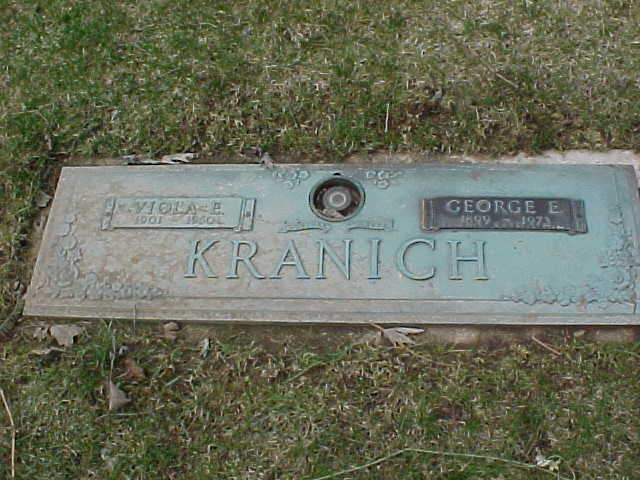 VIOLA E.
1901 – 1960
GEORGE E.
1899 – 1973
KRANICH